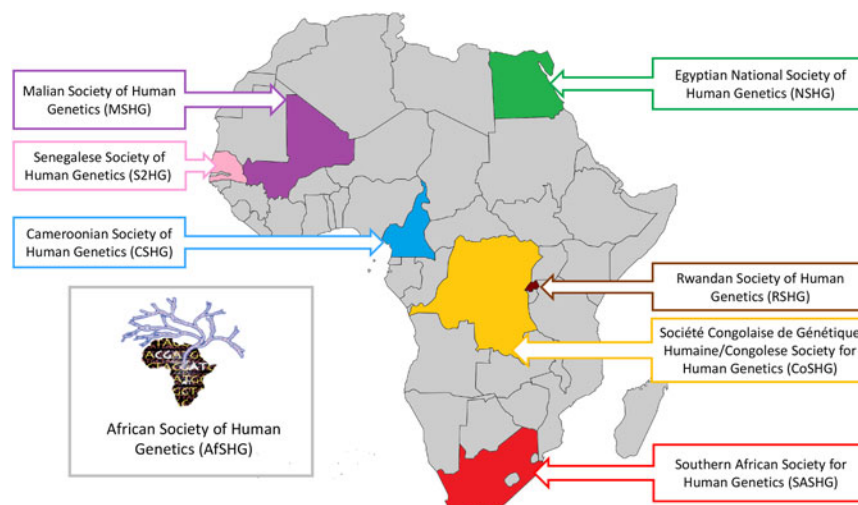 Malian Society of Human
Genetics (MSHG)
Senegalese Society of
Human Genetics (S2HG)
Cameroonian Society of
Human Genetics (CSHG)
Egyptian National Society of
Human Genetics (NSHG)
Rwandan Society of Human
Genetics (RSHG)
Société Congolaise de Génétique
Humaine/Congolese Society for
Human Genetics (CoSHG)
Southern African Society for
Human Genetics (SASHG)
African Society of Human
Genetics (AfSHG)